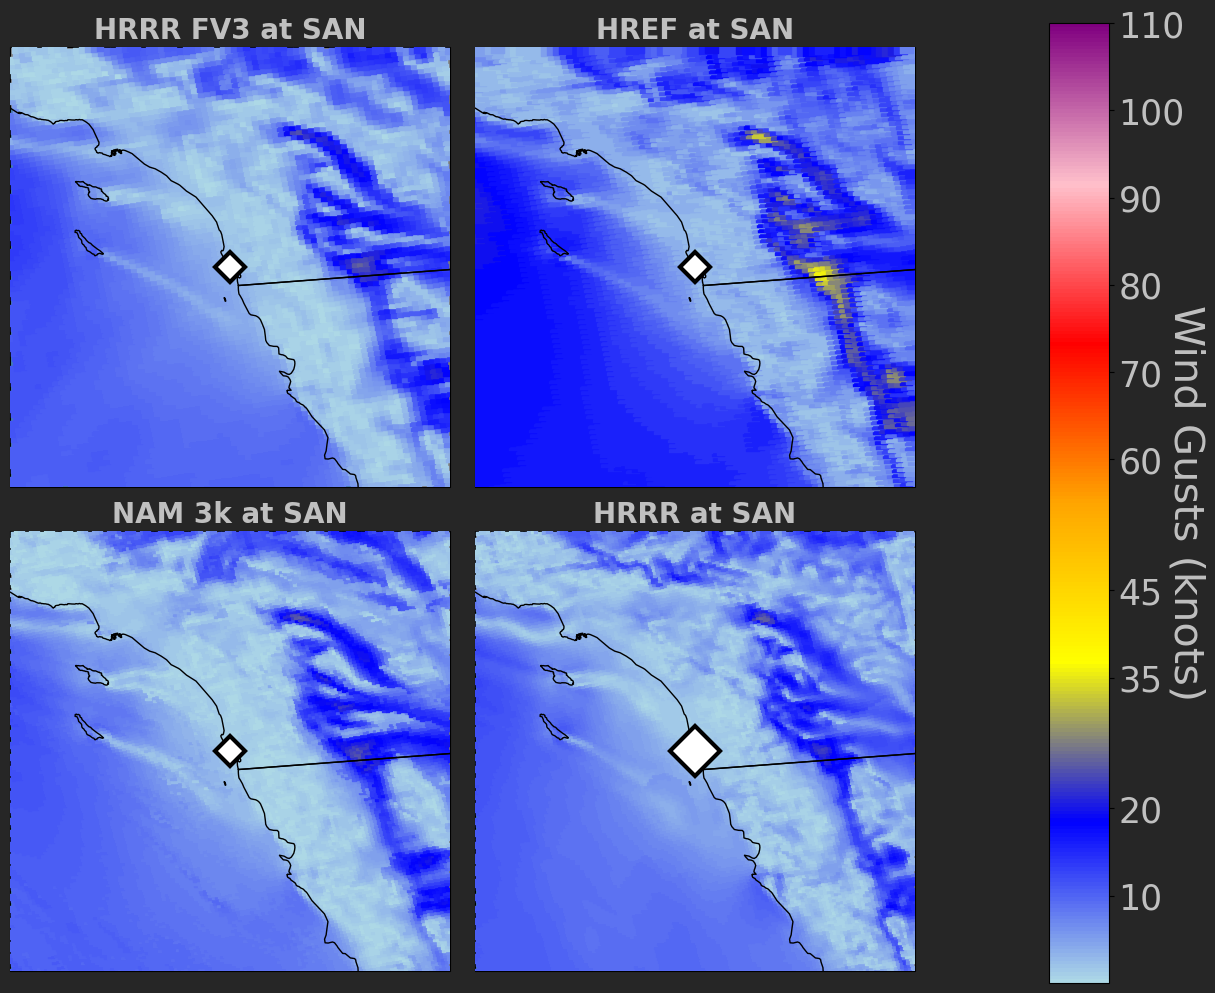 HRRR FV3 at SAN
HREF at SAN
NAM 3k at SAN
HRRR at SAN
110
100
90
80
70
60
45
35
20
10
Wind Gusts (knots)